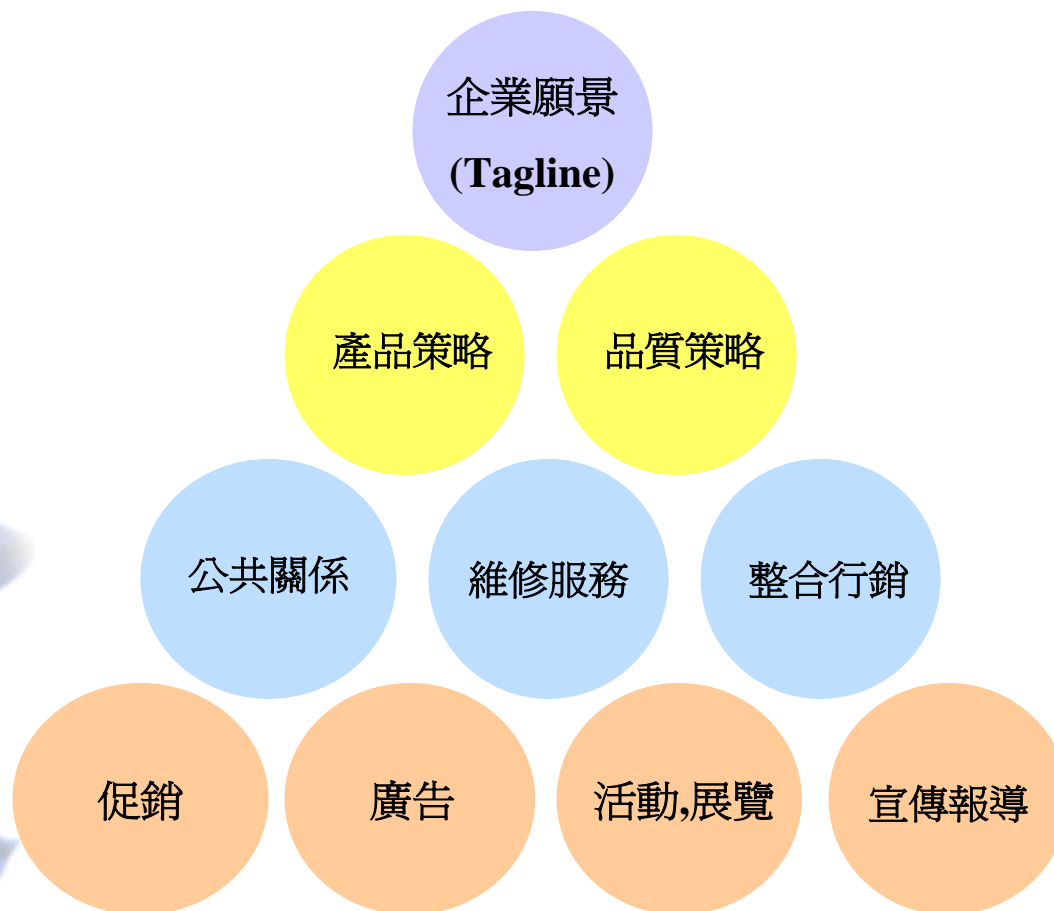 企業願景
(Tagline)
產品策略
品質策略
公共關係
維修服務
整合行銷
促銷
廣告
活動,展覽
宣傳報導